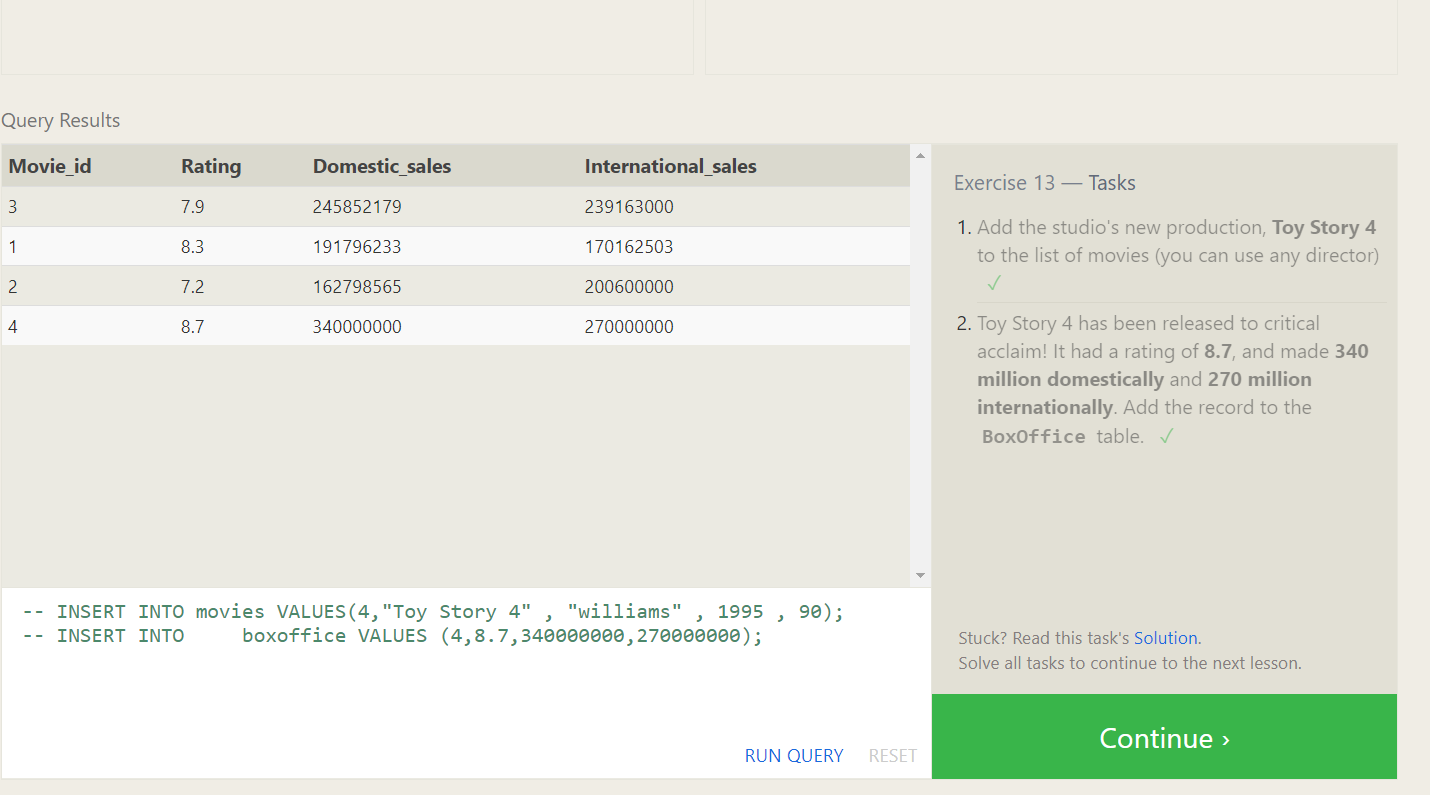 Query Results
Movie_id Rating Domestic_sales International_sales
3 7.9 245852179 239163000
1 8.3 191796233 170162503
2 7.2 162798565 200600000
4 8.7 340000000 270000000
-- INSERT INTO movies VALUES(4,"Toy Story 4" , "williams" , 1995 , 90);
-- INSERT INTO     boxoffice VALUES (4,8.7,340000000,270000000);
RUN QUERY RESET
Exercise 13 — Tasks
1. Add the studio's new production, Toy Story 4
to the list of movies (you can use any director)
✓
2. Toy Story 4 has been released to critical
acclaim! It had a rating of 8.7, and made 340
million domestically and 270 million
internationally. Add the record to the
BoxOffice table. ✓
Stuck? Read this task's Solution.
Solve all tasks to continue to the next lesson.
Continue ›